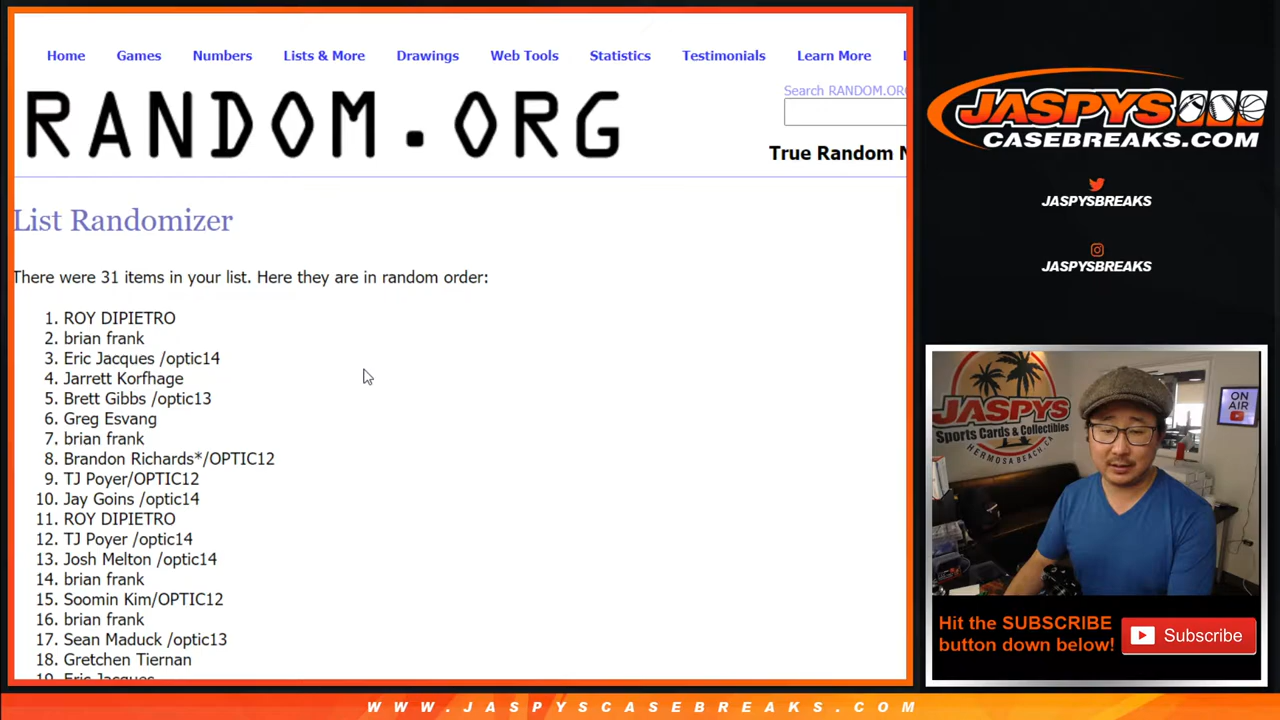 Home Games Numbers Lists & More Drawings Web Tools Statistics Testimonials Learn More
RANDOM.ORG
Search RANDOM.ORG
True Random N
List Randomizer
There were 31 items in your list. Here they are in random order:
1. ROY DIPIETRO
2. brian frank
3. Eric Jacques /optic14
4. Jarrett Korfhage
5. Brett Gibbs /optic13
6. Greg Esvang
7. brian frank
8. Brandon Richards*/OPTIC12
9. TJ Poyer/OPTIC12
10. Jay Goins /optic14
11. ROY DIPIETRO
12. TJ Poyer /optic14
13. Josh Melton /optic14
14. brian frank
15. Soomin Kim/OPTIC12
16. brian frank
17. Sean Maduck /optic13
18. Gretchen Tiernan
19. Eric Jacques
JASPYS
CASEBREAKS.COM
JASPYSBREAKS
JASPYSBREAKS
JASPYS
Sports Cards & Collectibles
HERMOSA BEACH, CA
ON
AIR
Hit the SUBSCRIBE
button down below!
Subscribe
WWW.JASPYSCASEBREAKS.COM